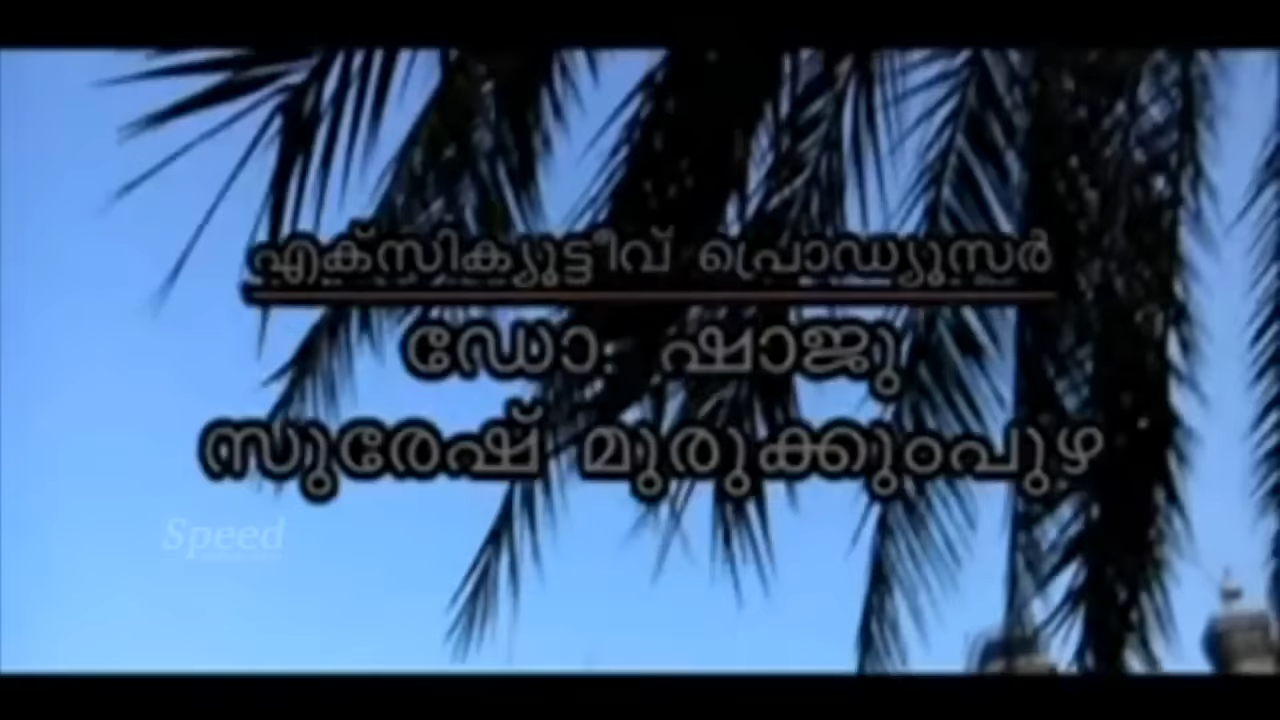 എക്സിക്യൂട്ടീവ് പ്രൊഡ്യൂസർ
ഡോ: ഷാജു
സുരേഷ് മുരുക്കുംപുഴ
Speed